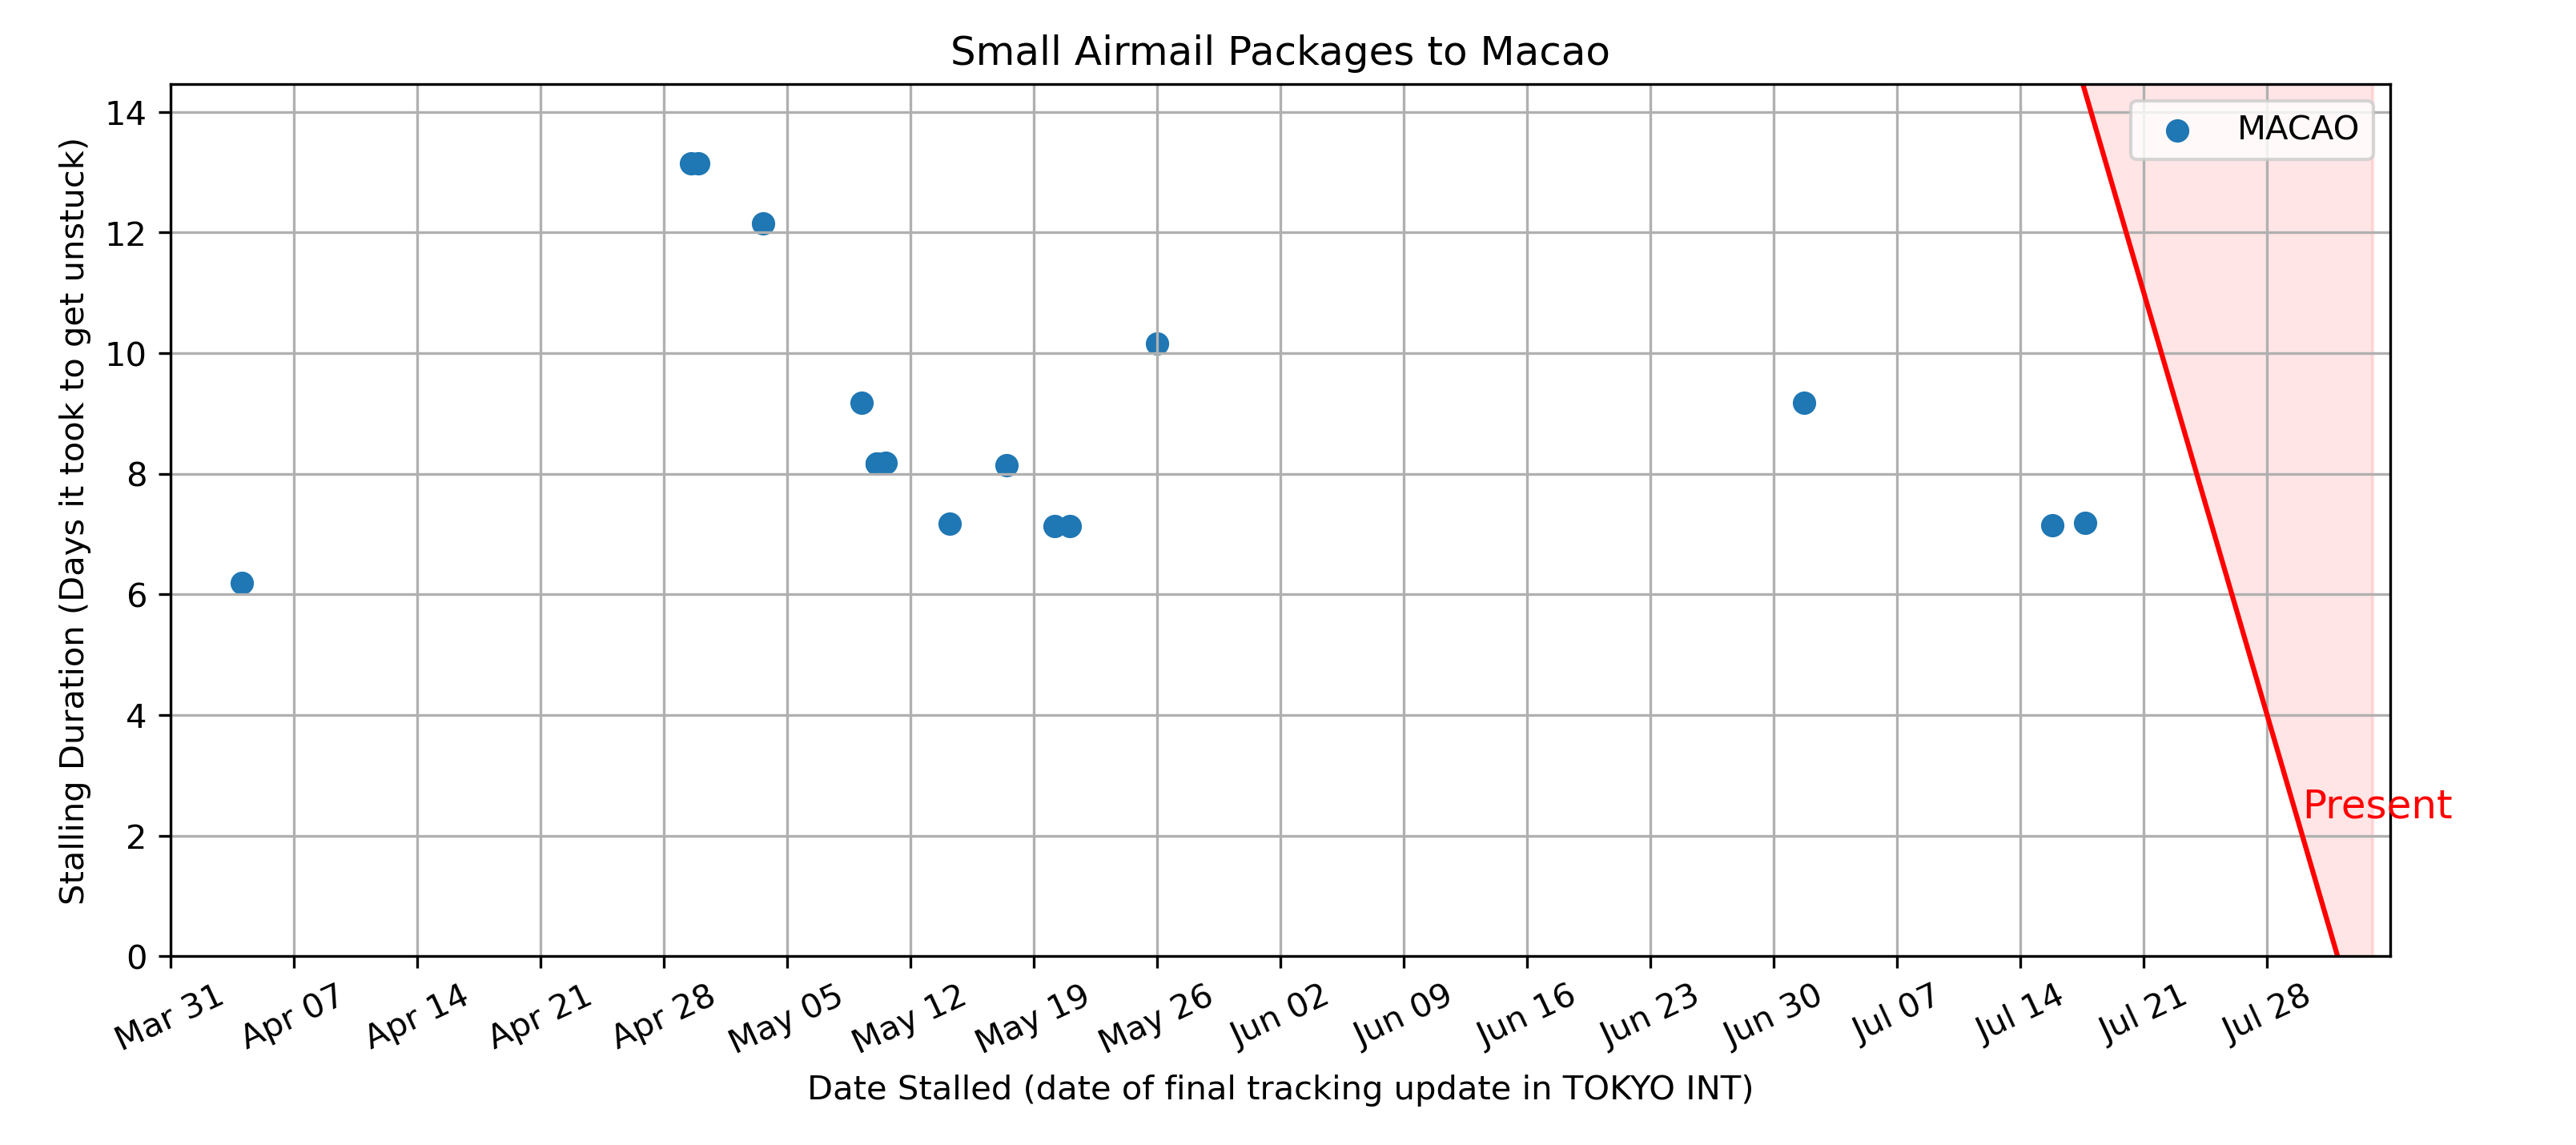 Small Airmail Packages to Macao
Stalling Duration (Days it took to get unstuck)
14
12
10
8
6
4
2
0
MACAO
Present
Mar 31
Apr 07
Apr 14
Apr 21
Apr 28
May 05
May 12
May 19
May 26
Jun 02
Jun 09
Jun 16
Jun 23
Jun 30
Jul 07
Jul 14
Jul 21
Jul 28
Date Stalled (date of final tracking update in TOKYO INT)